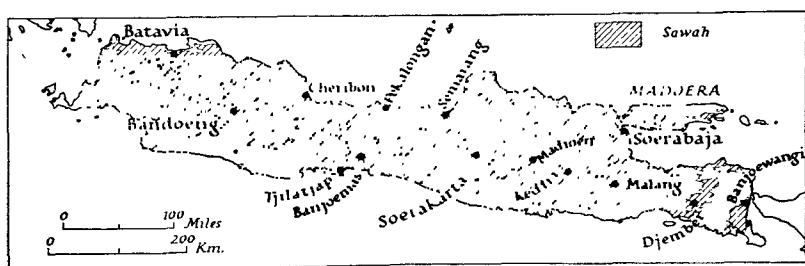 Batavia
Pekalongan
Semarang
Sawah
Cheribon
MADOERA
Bandoeng
Soerabaja
Madioen
Kediri
Banjoewangi
Tjilatjap
Banjoemas
Soerakarta
Malang
Djember
0 100 Miles
0 200 Km.